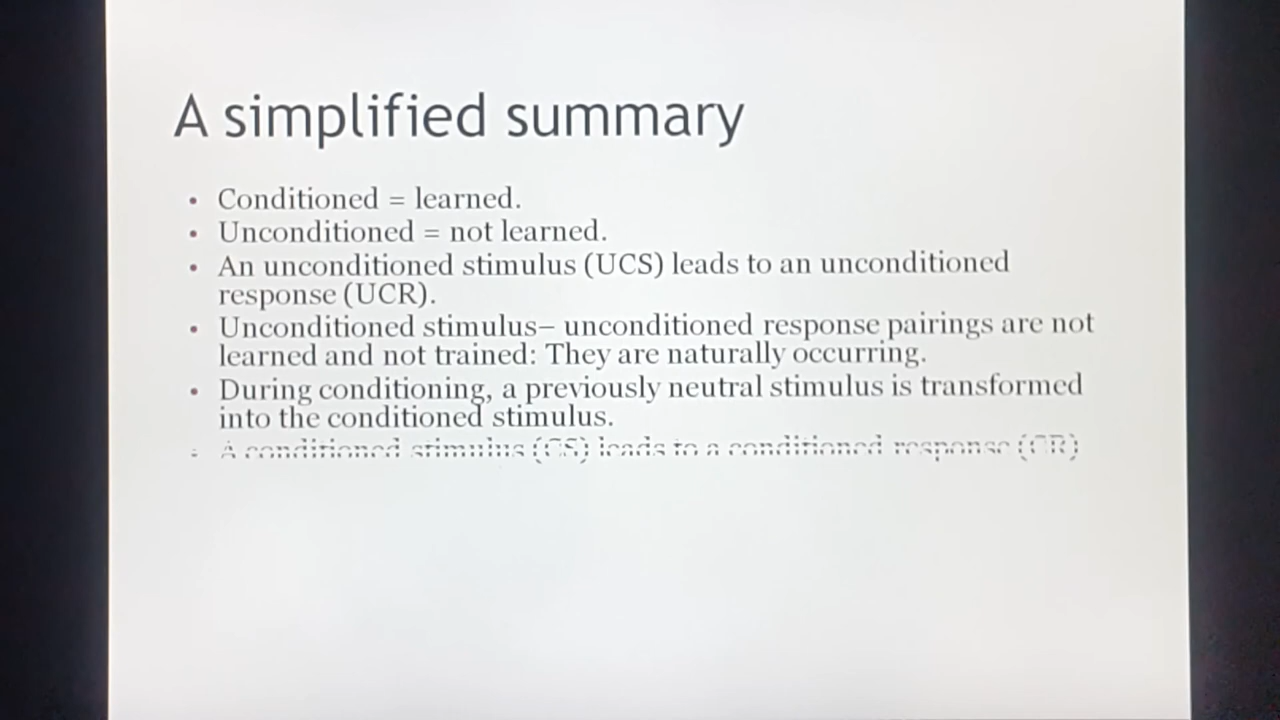 A simplified summary
• Conditioned = learned.
• Unconditioned = not learned.
• An unconditioned stimulus (UCS) leads to an unconditioned
response (UCR).
• Unconditioned stimulus– unconditioned response pairings are not
learned and not trained: They are naturally occurring.
• During conditioning, a previously neutral stimulus is transformed
into the conditioned stimulus.
• A conditioned stimulus (CS) leads to a conditioned response (CR)